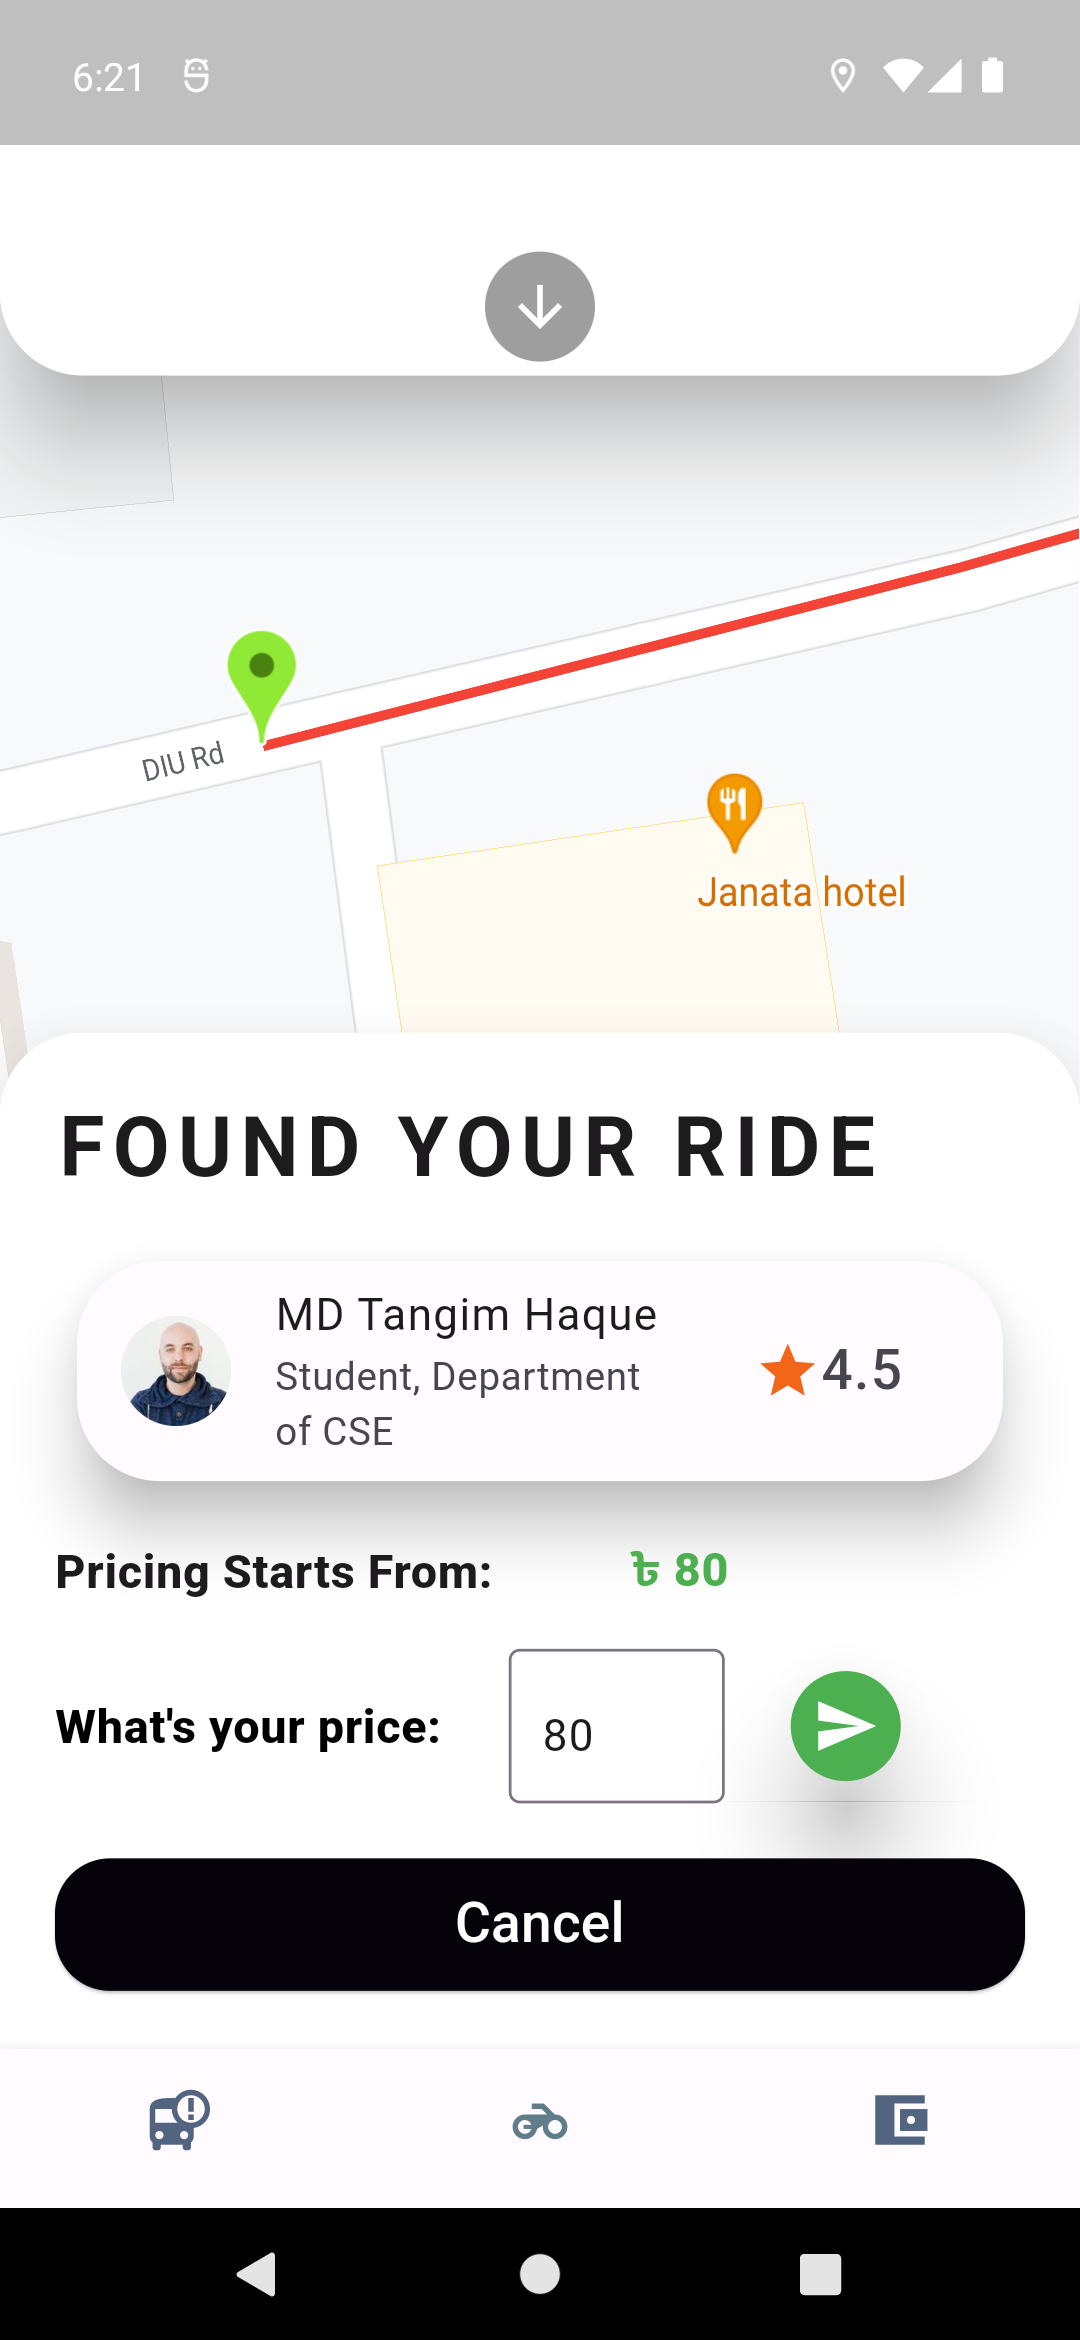 6:21
DIU Rd
Janata hotel
FOUND YOUR RIDE
MD Tangim Haque
Student, Department
of CSE
4.5
Pricing Starts From: ৳ 80
What's your price: 80
Cancel